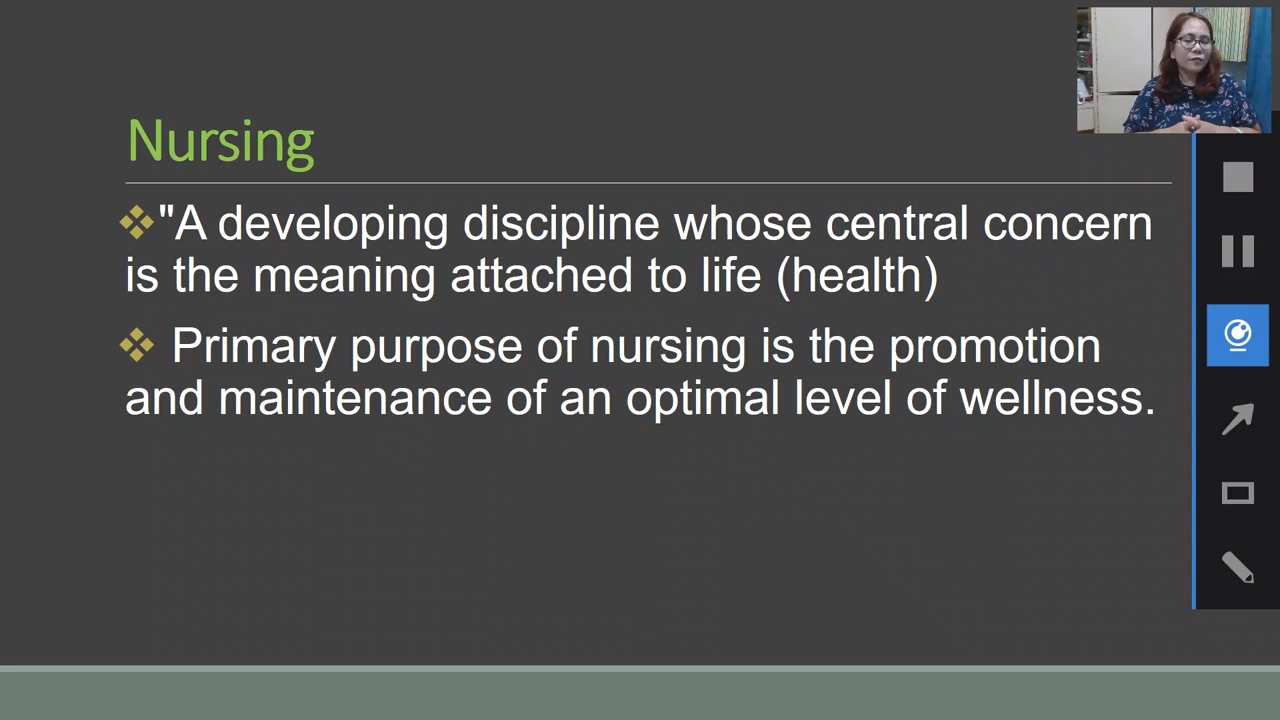 Nursing
"A developing discipline whose central concern
is the meaning attached to life (health)
Primary purpose of nursing is the promotion
and maintenance of an optimal level of wellness.